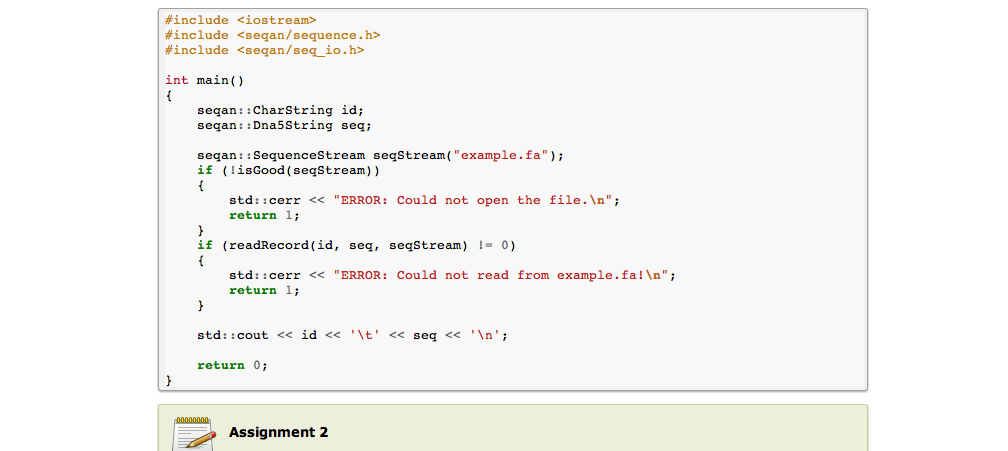 #include <iostream>
#include <seqan/sequence.h>
#include <seqan/seq_io.h>

int main()
{
    seqan::CharString id;
    seqan::Dna5String seq;

    seqan::SequenceStream seqStream("example.fa");
    if (!isGood(seqStream))
    {
        std::cerr << "ERROR: Could not open the file.\n";
        return 1;
    }
    if (readRecord(id, seq, seqStream) != 0)
    {
        std::cerr << "ERROR: Could not read from example.fa!\n";
        return 1;
    }

    std::cout << id << '\t' << seq << '\n';

    return 0;
}
Assignment 2